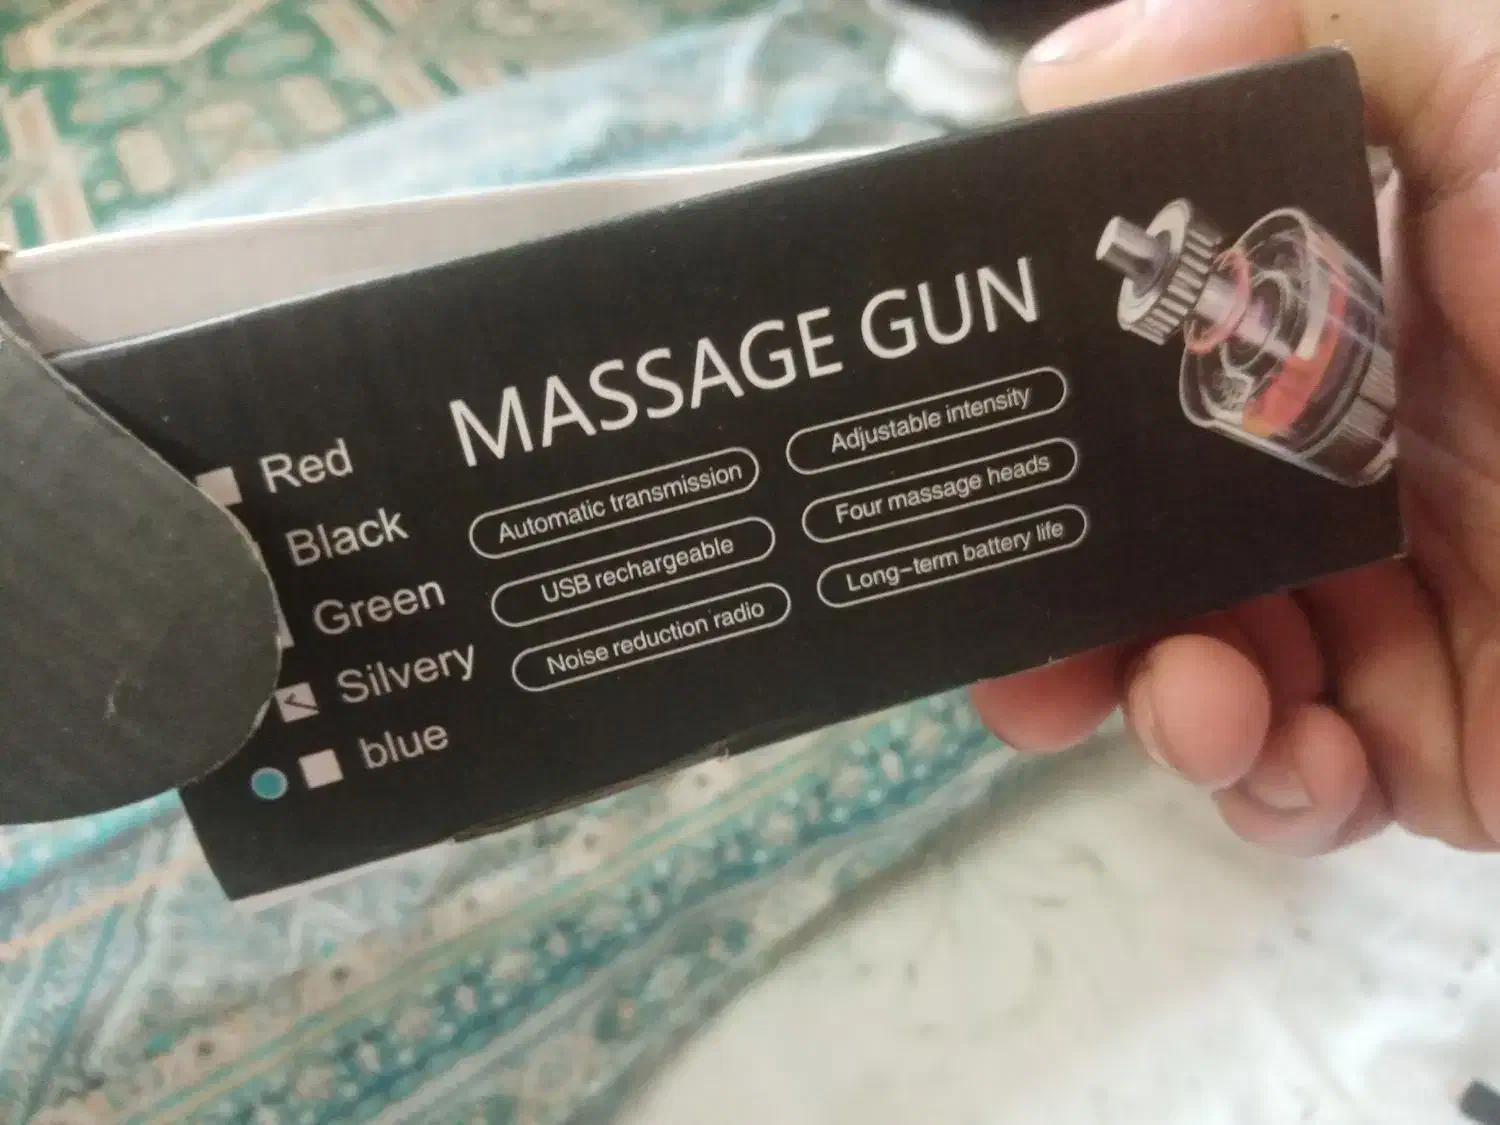 MASSAGE GUN
Red
Black
Green
Silvery
blue
Automatic transmission
USB rechargeable
Noise reduction radio
Adjustable intensity
Four massage heads
Long-term battery life